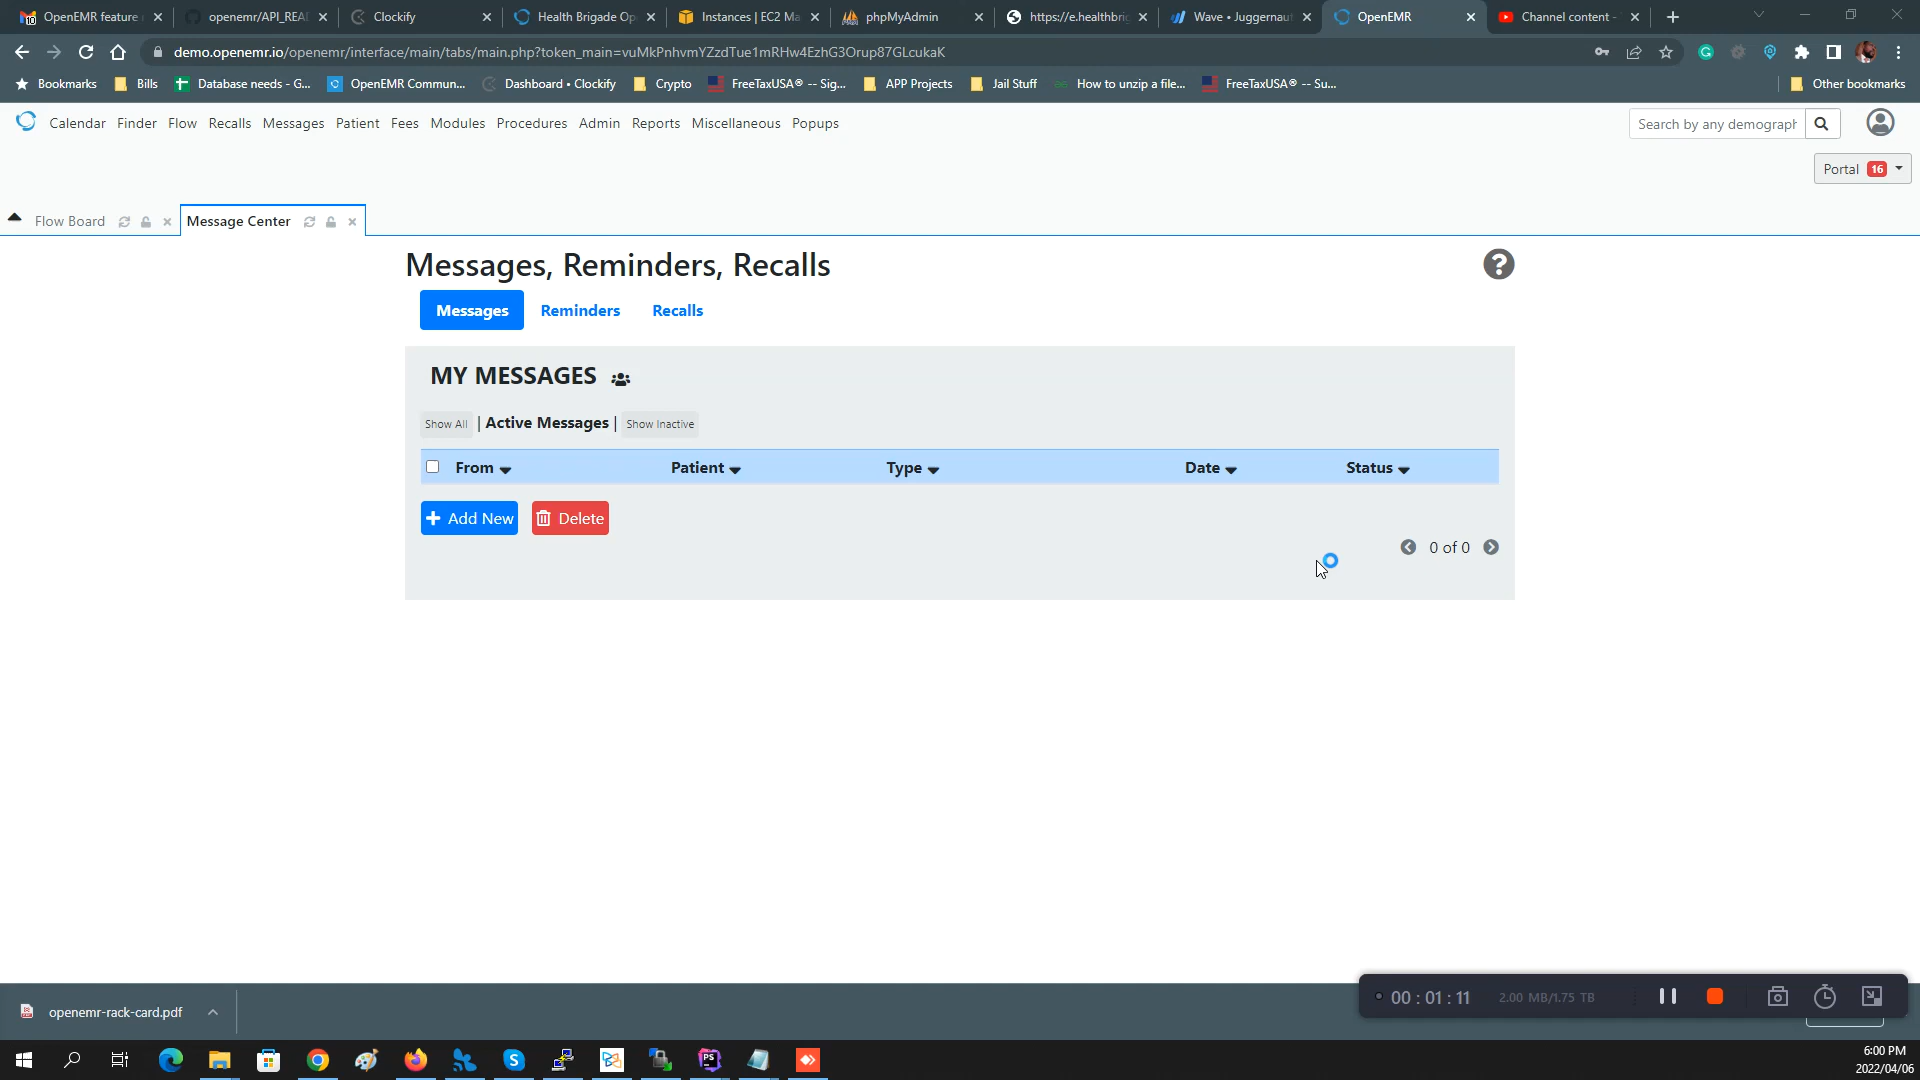 OpenEMR feature
openemr/API_REA
Clockify
Health Brigade Op
Instances | EC2 Ma
phpMyAdmin
https://e.healthbrig
Wave • Juggernaut
OpenEMR
Channel content -
demo.openemr.io/openemr/interface/main/tabs/main.php?token_main=vuMkPnhvmYZzdTue1mRHw4EzhG3Orup87GLcukaK
Bookmarks
Bills
Database needs - G...
OpenEMR Commun...
Dashboard • Clockify
Crypto
FreeTaxUSA® -- Sig...
APP Projects
Jail Stuff
How to unzip a file...
FreeTaxUSA® -- Su...
Other bookmarks
Calendar Finder Flow Recalls Messages Patient Fees Modules Procedures Admin Reports Miscellaneous Popups
Search by any demograph
Portal 16
Flow Board
Message Center
Messages, Reminders, Recalls
Messages Reminders Recalls
MY MESSAGES
Show All | Active Messages | Show Inactive
From Patient Type Date Status
Add New Delete
0 of 0
openemr-rack-card.pdf
00 : 01 : 11 2.00 MB/1.75 TB
6:00 PM
2022/04/06